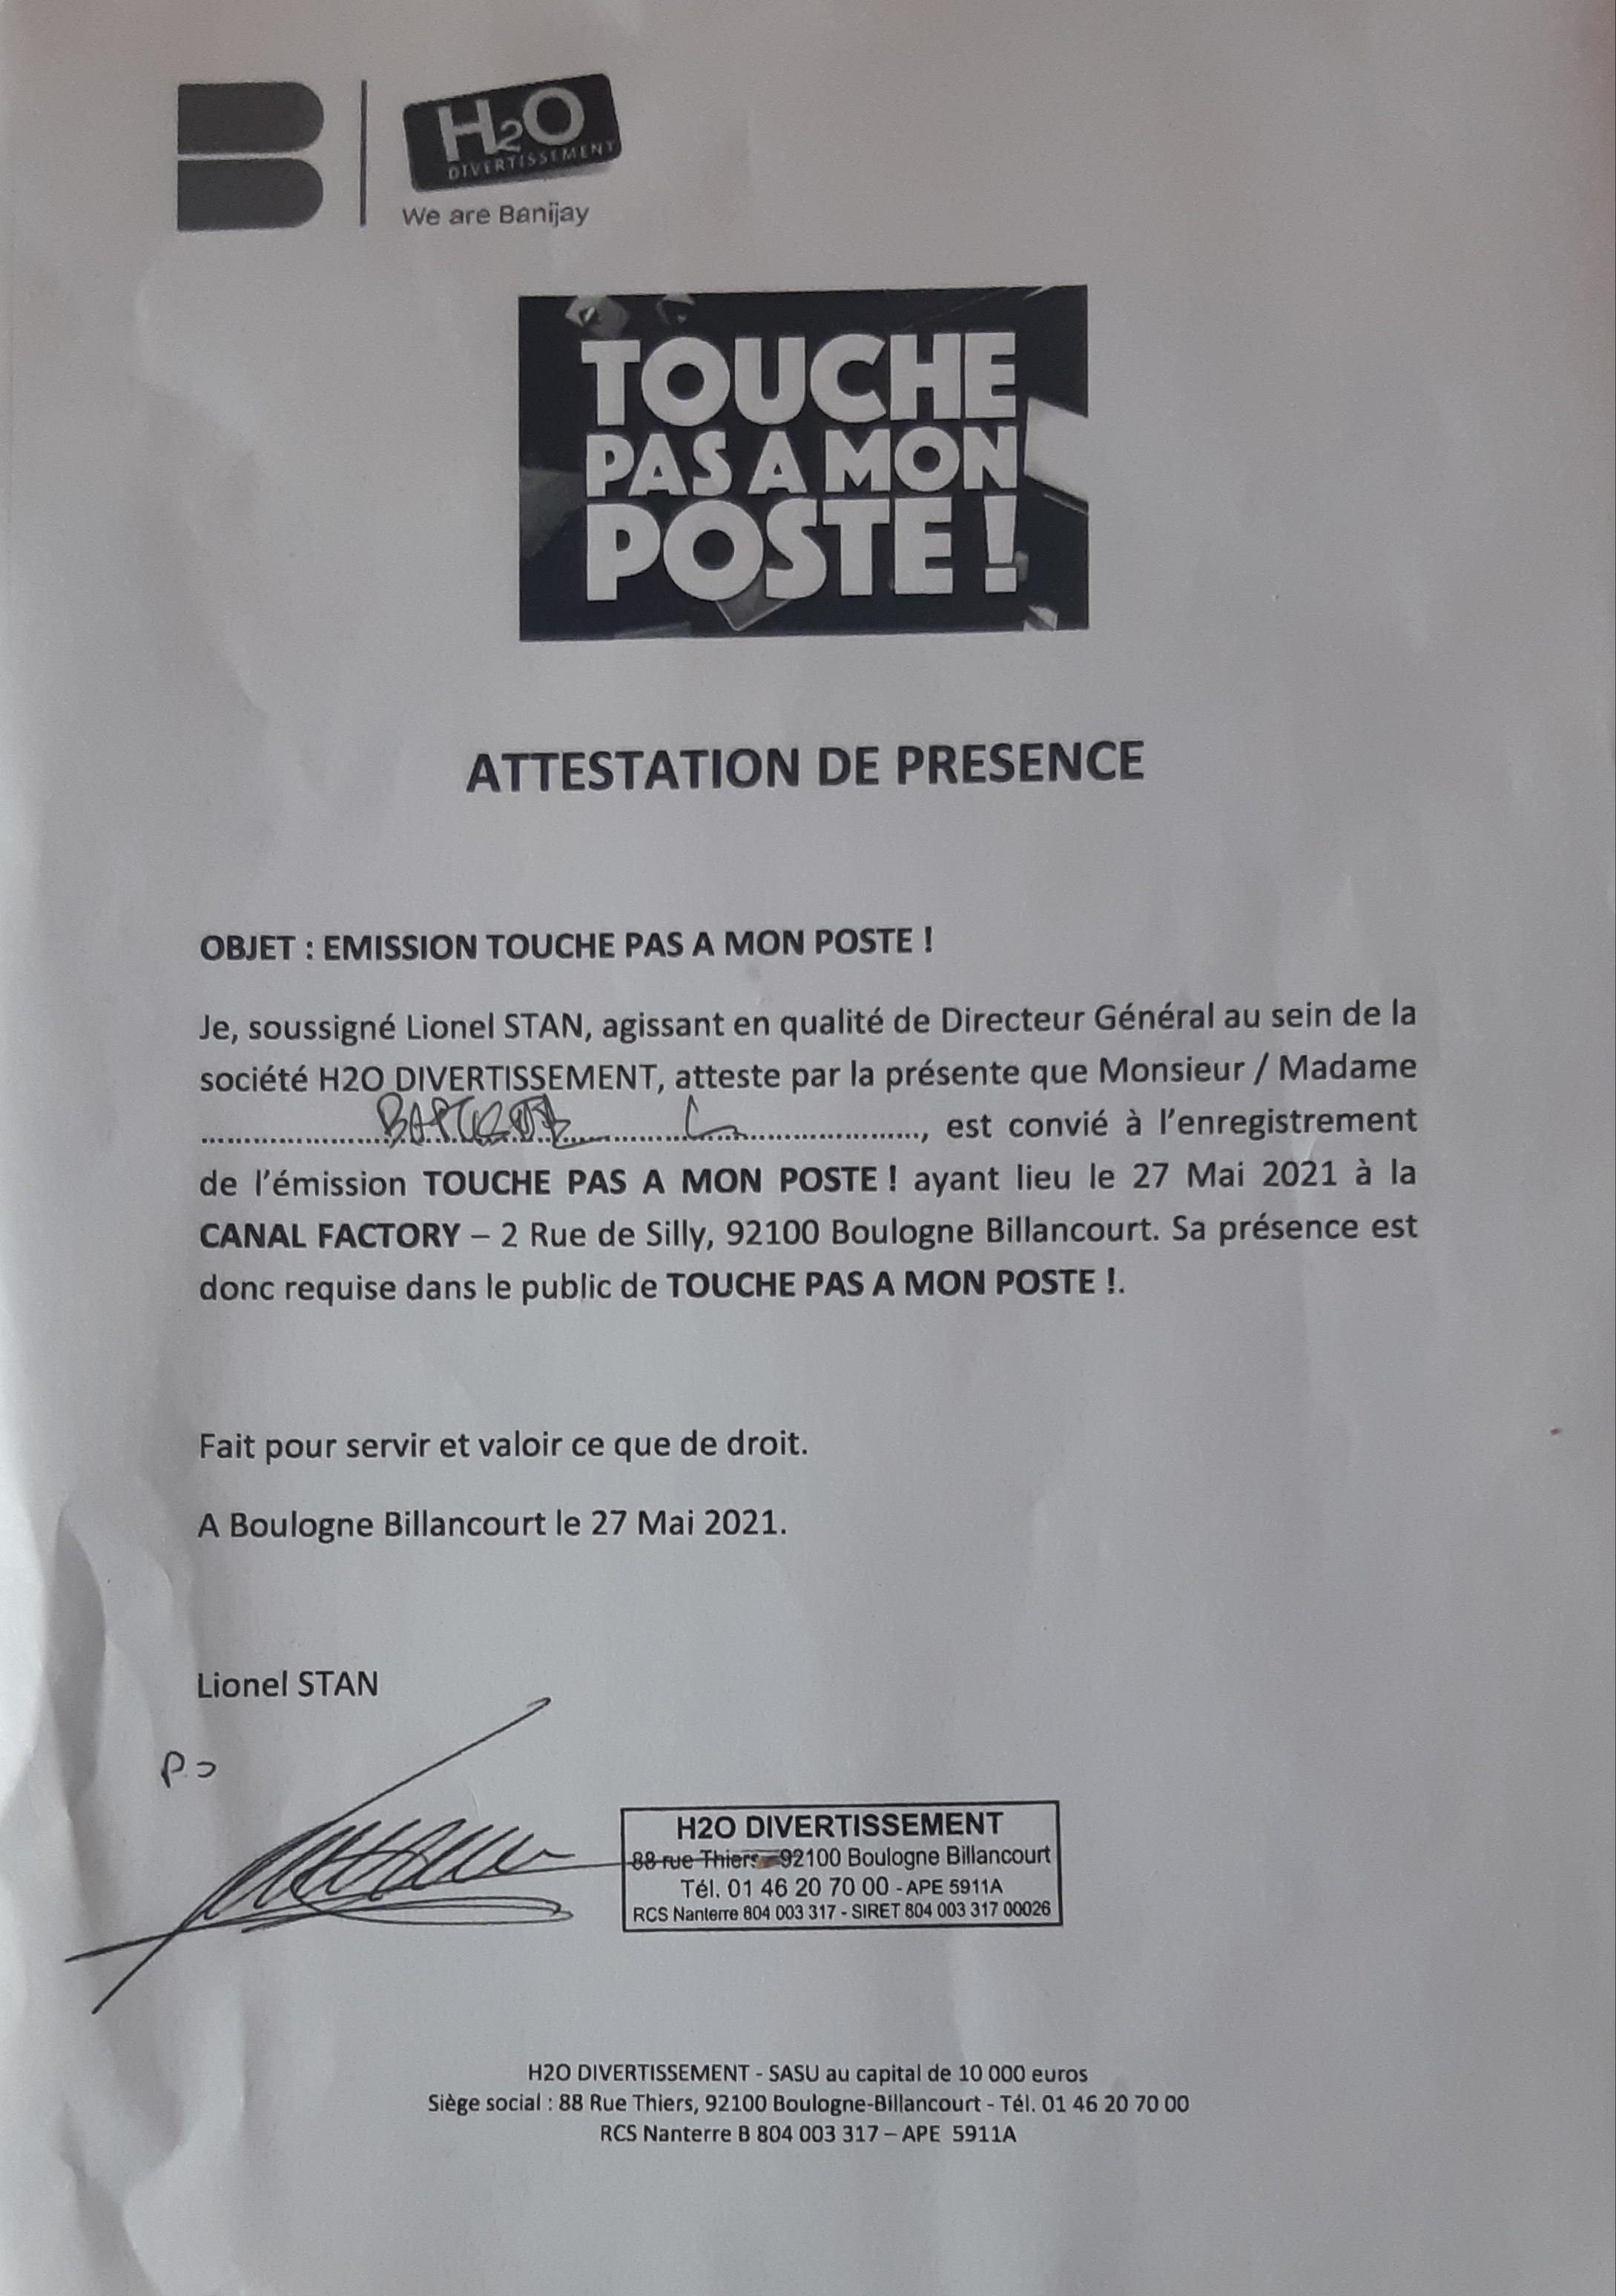 H2O
DIVERTISSEMENT
We are Banijay
TOUCHE
PAS A MON
POSTE !
ATTESTATION DE PRESENCE
OBJET : EMISSION TOUCHE PAS A MON POSTE !
Je, soussigné Lionel STAN, agissant en qualité de Directeur Général au sein de la
société H2O DIVERTISSEMENT, atteste par la présente que Monsieur / Madame
........................................................, est convié à l'enregistrement
de l'émission TOUCHE PAS A MON POSTE ! ayant lieu le 27 Mai 2021 à la
CANAL FACTORY – 2 Rue de Silly, 92100 Boulogne Billancourt. Sa présence est
donc requise dans le public de TOUCHE PAS A MON POSTE !.
Fait pour servir et valoir ce que de droit.
A Boulogne Billancourt le 27 Mai 2021.
Lionel STAN
P.O
H2O DIVERTISSEMENT
88 rue Thiers - 92100 Boulogne Billancourt
Tél. 01 46 20 70 00 - APE 5911A
RCS Nanterre 804 003 317 - SIRET 804 003 317 00026
H2O DIVERTISSEMENT - SASU au capital de 10 000 euros
Siège social : 88 Rue Thiers, 92100 Boulogne-Billancourt - Tél. 01 46 20 70 00
RCS Nanterre B 804 003 317 – APE 5911A